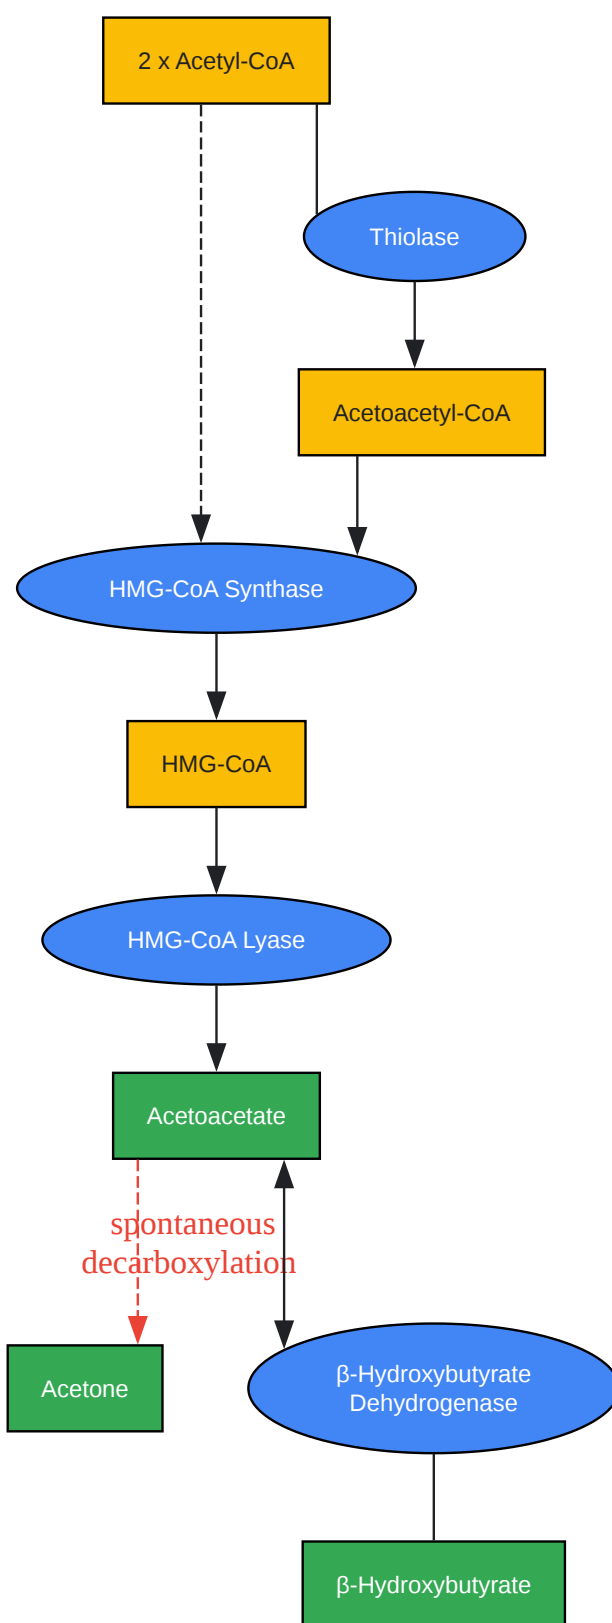 2 x Acetyl-CoA
Thiolase
Acetoacetyl-CoA
HMG-CoA Synthase
HMG-CoA
HMG-CoA Lyase
Acetoacetate
spontaneous
decarboxylation
Acetone
β-Hydroxybutyrate
Dehydrogenase
β-Hydroxybutyrate